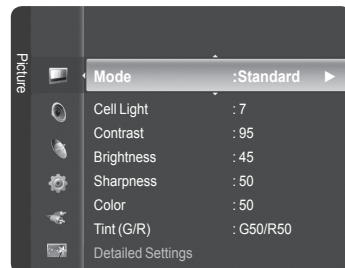 Picture
Mode :Standard
Cell Light : 7
Contrast : 95
Brightness : 45
Sharpness : 50
Color : 50
Tint (G/R) : G50/R50
Detailed Settings